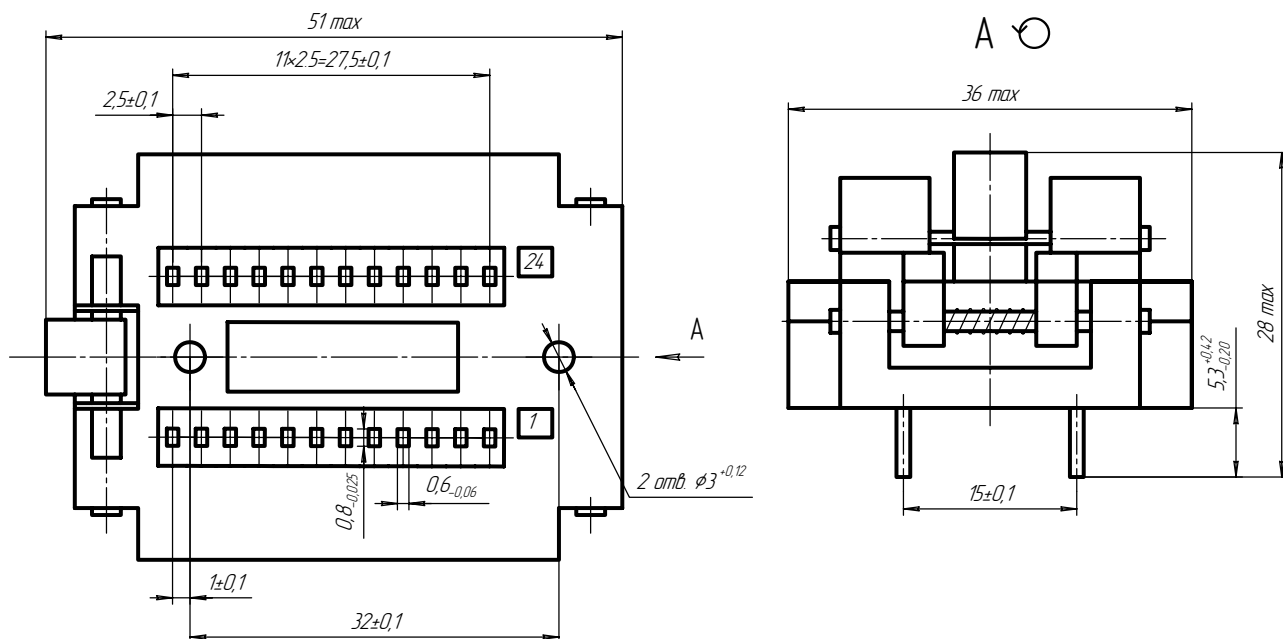 51 max
11×2.5=27,5±0,1
2,5±0,1
24
1
А
0,8-0,025
0,6-0,06
2 отв. ϕ3+0,12
1±0,1
32±0,1
А
36 max
28 max
5,3+0,42-0,20
15±0,1